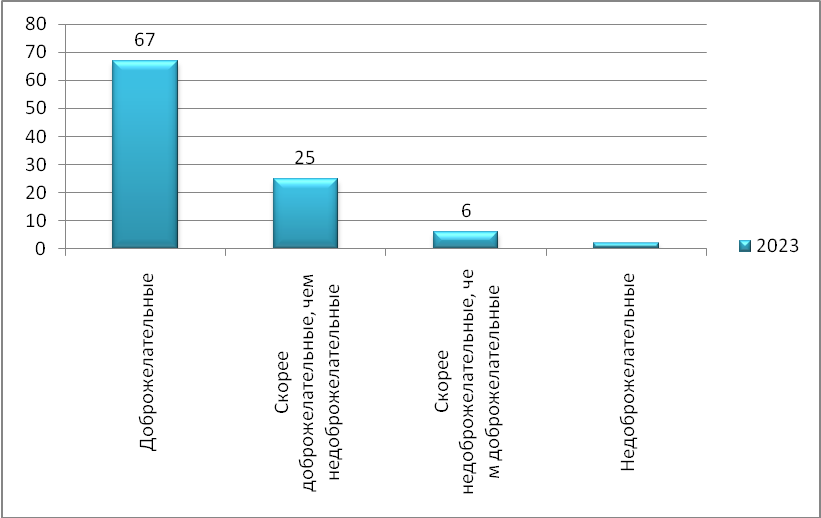 80
70
60
50
40
30
20
10
0
67
25
6
Доброжелательные
Скорее
доброжелательные, чем
недоброжелательные
Скорее
недоброжелательные, че
м доброжелательные
Недоброжелательные
2023